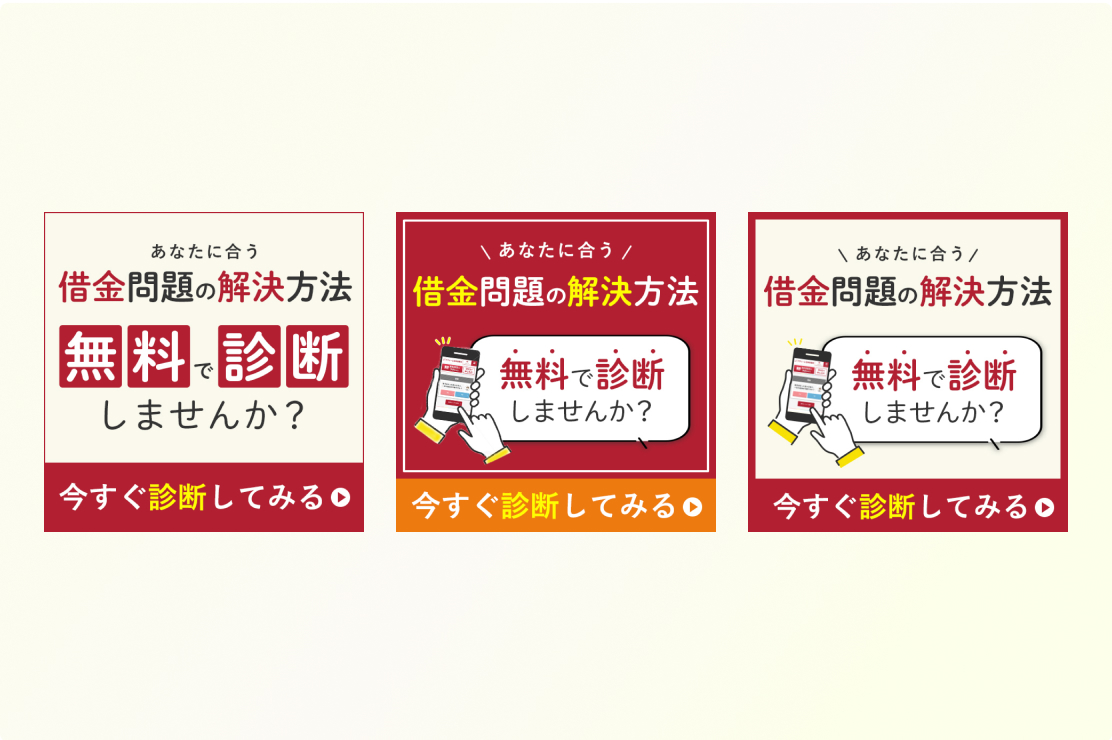 あなたに合う
借金問題の解決方法
無料で診断
しませんか?
今すぐ診断してみる
\ あなたに合う /
借金問題の解決方法
無料で診断
しませんか?
今すぐ診断してみる
\ あなたに合う /
借金問題の解決方法
無料で診断
しませんか?
今すぐ診断してみる